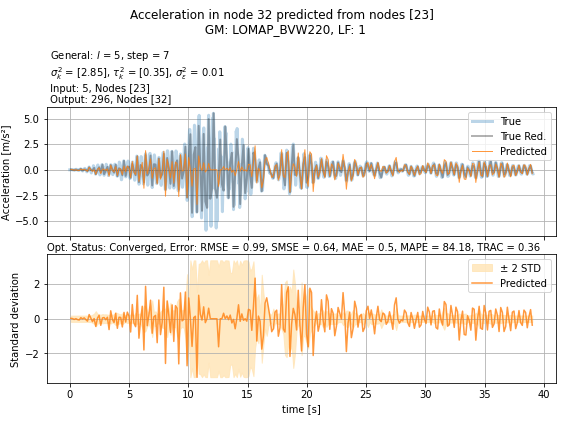 Acceleration in node 32 predicted from nodes [23]
GM: LOMAP_BVW220, LF: 1
General: l = 5, step = 7
σ²ₖ = [2.85], τ²ₖ = [0.35], σ²ε = 0.01
Input: 5, Nodes [23]
Output: 296, Nodes [32]
Acceleration [m/s²]
5.0
2.5
0.0
−2.5
−5.0
True
True Red.
Predicted
Opt. Status: Converged, Error: RMSE = 0.99, SMSE = 0.64, MAE = 0.5, MAPE = 84.18, TRAC = 0.36
Standard deviation
2
0
−2
± 2 STD
Predicted
0 5 10 15 20 25 30 35 40
time [s]